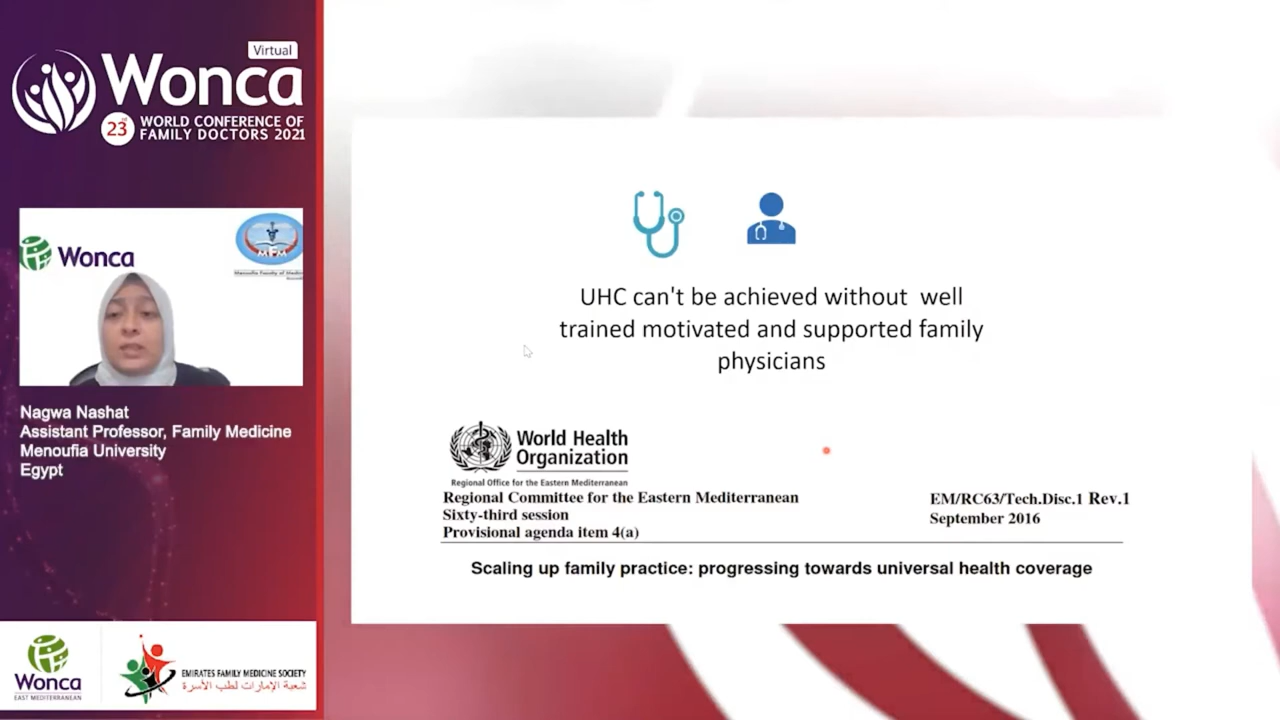 Virtual
Wonca
23rd WORLD CONFERENCE OF
FAMILY DOCTORS 2021
Wonca
MFM
Nagwa Nashat
Assistant Professor, Family Medicine
Menoufia University
Egypt
Wonca
EAST MEDITERRANEAN
EMIRATES FAMILY MEDICINE SOCIETY
شعبة الإمارات لطب الأسرة
UHC can't be achieved without well
trained motivated and supported family
physicians
World Health
Organization
Regional Office for the Eastern Mediterranean
Regional Committee for the Eastern Mediterranean
Sixty-third session
Provisional agenda item 4(a)
EM/RC63/Tech.Disc.1 Rev.1
September 2016
Scaling up family practice: progressing towards universal health coverage